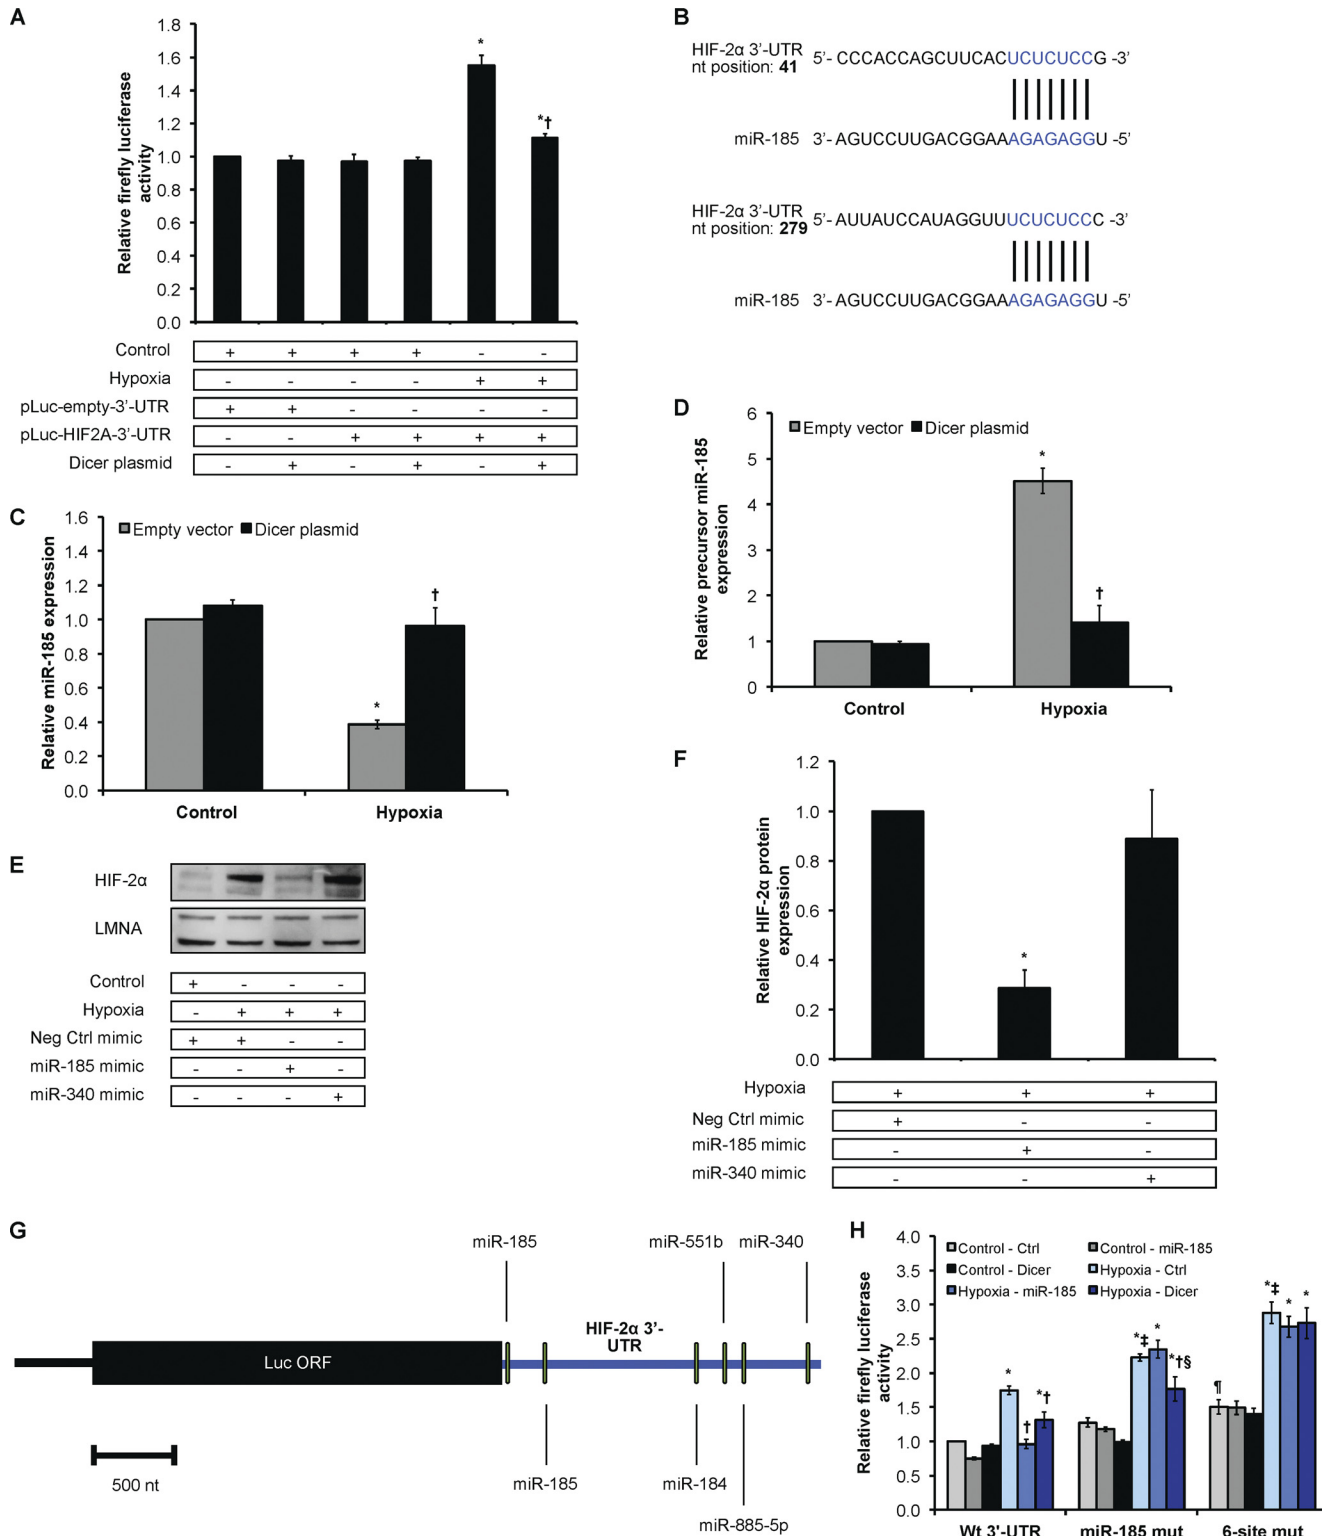 A
1.8
1.6
1.4
1.2
1.0
0.8
0.6
0.4
0.2
0.0
Relative firefly luciferase
activity
*
*†
Control + + + + - -
Hypoxia - - - - + +
pLuc-empty-3'-UTR + + - - - -
pLuc-HIF2A-3'-UTR - - + + + +
Dicer plasmid - + - + - +
B
HIF-2α 3'-UTR
nt position: 41
5'- CCCACCAGCUUCACUCUCUCCG -3'
miR-185 3'- AGUCCUUGACGGAAAGAGAGGU -5'
HIF-2α 3'-UTR
nt position: 279
5'- AUUAUCCAUAGGUUUCUCUCCC -3'
miR-185 3'- AGUCCUUGACGGAAAGAGAGGU -5'
C
1.6
1.4
1.2
1.0
0.8
0.6
0.4
0.2
0.0
Relative miR-185 expression
Empty vector Dicer plasmid
*
†
Control Hypoxia
D
6
5
4
3
2
1
0
Relative precursor miR-185
expression
Empty vector Dicer plasmid
*
†
Control Hypoxia
E
HIF-2α
LMNA
Control + - - -
Hypoxia - + + +
Neg Ctrl mimic + + - -
miR-185 mimic - - + -
miR-340 mimic - - - +
F
1.2
1.0
0.8
0.6
0.4
0.2
0.0
Relative HIF-2α protein
expression
*
Hypoxia + + +
Neg Ctrl mimic + - -
miR-185 mimic - + -
miR-340 mimic - - +
G
miR-185 miR-551b miR-340
HIF-2α 3'-
UTR
Luc ORF
500 nt
miR-185 miR-184
miR-885-5p
H
4.0
3.5
3.0
2.5
2.0
1.5
1.0
0.5
0.0
Relative firefly luciferase
activity
Control - Ctrl Control - miR-185
Control - Dicer Hypoxia - Ctrl
Hypoxia - miR-185 Hypoxia - Dicer
*
†
*†
*‡
*
*†§
¶
*‡
*
*
Wt 3'-UTR miR-185 mut 6-site mut